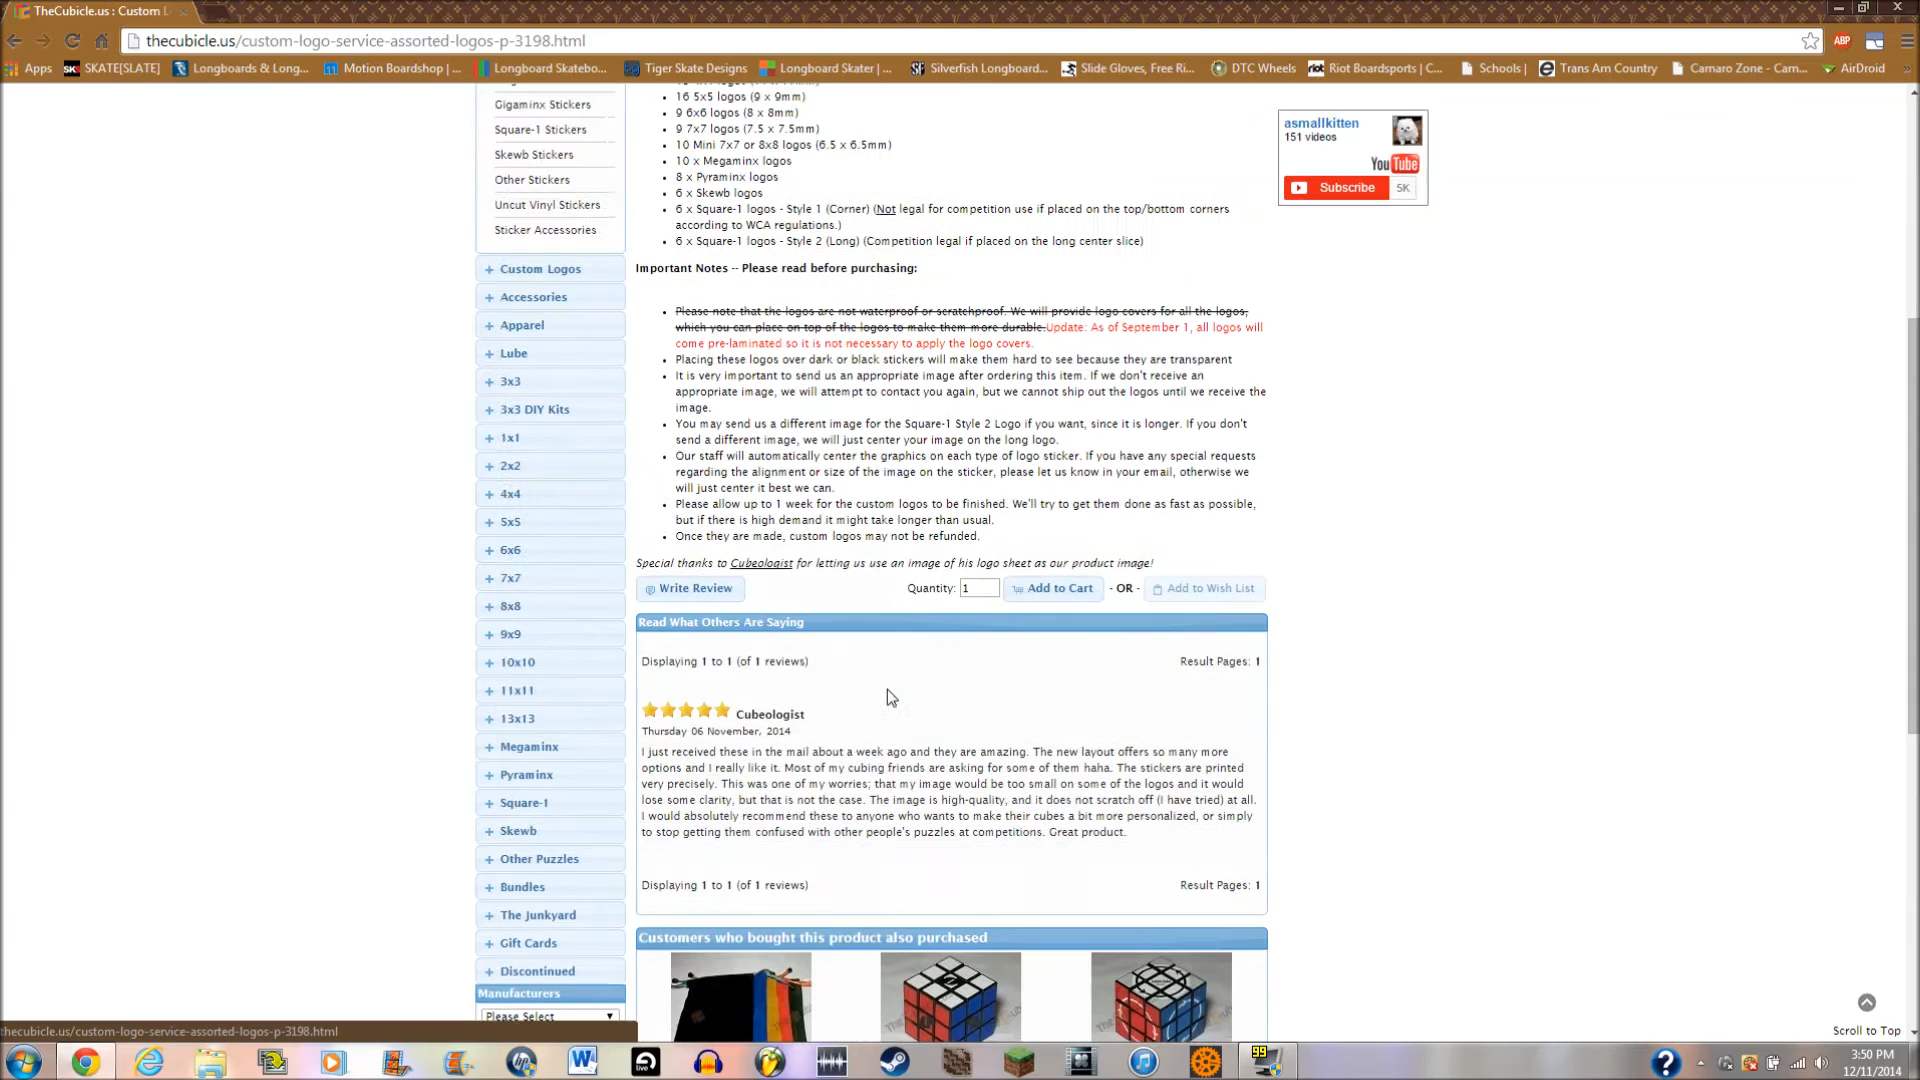 TheCubicle.us : Custom L
thecubicle.us/custom-logo-service-assorted-logos-p-3198.html
ABP
Apps
SK8 SKATE[SLATE]
Longboards & Long...
Motion Boardshop | ...
Longboard Skatebo...
Tiger Skate Designs
Longboard Skater | ...
Silverfish Longboard...
Slide Gloves, Free Ri...
DTC Wheels
riot Riot Boardsports | C...
Schools |
Trans Am Country
Camaro Zone - Cam...
AirDroid
Gigaminx Stickers
Square-1 Stickers
Skewb Stickers
Other Stickers
Uncut Vinyl Stickers
Sticker Accessories
+ Custom Logos
+ Accessories
+ Apparel
+ Lube
+ 3x3
+ 3x3 DIY Kits
+ 1x1
+ 2x2
+ 4x4
+ 5x5
+ 6x6
+ 7x7
+ 8x8
+ 9x9
+ 10x10
+ 11x11
+ 13x13
+ Megaminx
+ Pyraminx
+ Square-1
+ Skewb
+ Other Puzzles
+ Bundles
+ The Junkyard
+ Gift Cards
+ Discontinued
Manufacturers
Please Select
16 5x5 logos (9 x 9mm)
9 6x6 logos (8 x 8mm)
9 7x7 logos (7.5 x 7.5mm)
10 Mini 7x7 or 8x8 logos (6.5 x 6.5mm)
10 x Megaminx logos
8 x Pyraminx logos
6 x Skewb logos
6 x Square-1 logos - Style 1 (Corner) (Not legal for competition use if placed on the top/bottom corners
according to WCA regulations.)
6 x Square-1 logos - Style 2 (Long) (Competition legal if placed on the long center slice)
Important Notes -- Please read before purchasing:
Please note that the logos are not waterproof or scratchproof. We will provide logo covers for all the logos,
which you can place on top of the logos to make them more durable.Update: As of September 1, all logos will
come pre-laminated so it is not necessary to apply the logo covers.
Placing these logos over dark or black stickers will make them hard to see because they are transparent
It is very important to send us an appropriate image after ordering this item. If we don't receive an
appropriate image, we will attempt to contact you again, but we cannot ship out the logos until we receive the
image.
You may send us a different image for the Square-1 Style 2 Logo if you want, since it is longer. If you don't
send a different image, we will just center your image on the long logo.
Our staff will automatically center the graphics on each type of logo sticker. If you have any special requests
regarding the alignment or size of the image on the sticker, please let us know in your email, otherwise we
will just center it best we can.
Please allow up to 1 week for the custom logos to be finished. We'll try to get them done as fast as possible,
but if there is high demand it might take longer than usual.
Once they are made, custom logos may not be refunded.
Special thanks to Cubeologist for letting us use an image of his logo sheet as our product image!
Write Review
Quantity: 1
Add to Cart
- OR -
Add to Wish List
Read What Others Are Saying
Displaying 1 to 1 (of 1 reviews)
Result Pages: 1
Cubeologist
Thursday 06 November, 2014
I just received these in the mail about a week ago and they are amazing. The new layout offers so many more
options and I really like it. Most of my cubing friends are asking for some of them haha. The stickers are printed
very precisely. This was one of my worries; that my image would be too small on some of the logos and it would
lose some clarity, but that is not the case. The image is high-quality, and it does not scratch off (I have tried) at all.
I would absolutely recommend these to anyone who wants to make their cubes a bit more personalized, or simply
to stop getting them confused with other people's puzzles at competitions. Great product.
Displaying 1 to 1 (of 1 reviews)
Result Pages: 1
Customers who bought this product also purchased
asmallkitten
151 videos
YouTube
Subscribe
5K
Scroll to Top
thecubicle.us/custom-logo-service-assorted-logos-p-3198.html
live
99
3:50 PM
12/11/2014